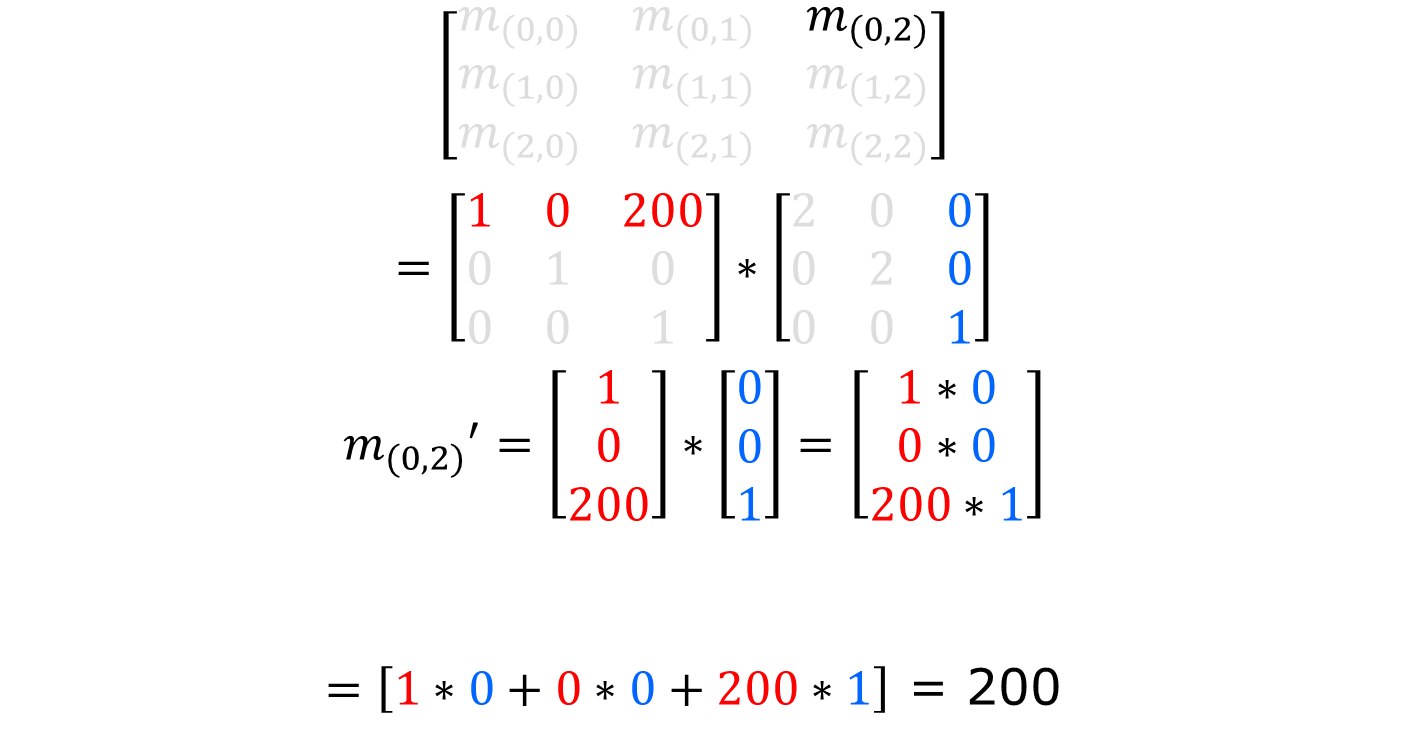 [m(0,0) m(0,1) m(0,2)
m(1,0) m(1,1) m(1,2)
m(2,0) m(2,1) m(2,2)]
= [1 0 200 ] * [2 0 0
0 1 0 0 2 0
0 0 1 0 0 1]
m(0,2)′ = [1 0 200] * [0 0 1] = [1 * 0
0 * 0
200 * 1]
= [1 * 0 + 0 * 0 + 200 * 1] = 200